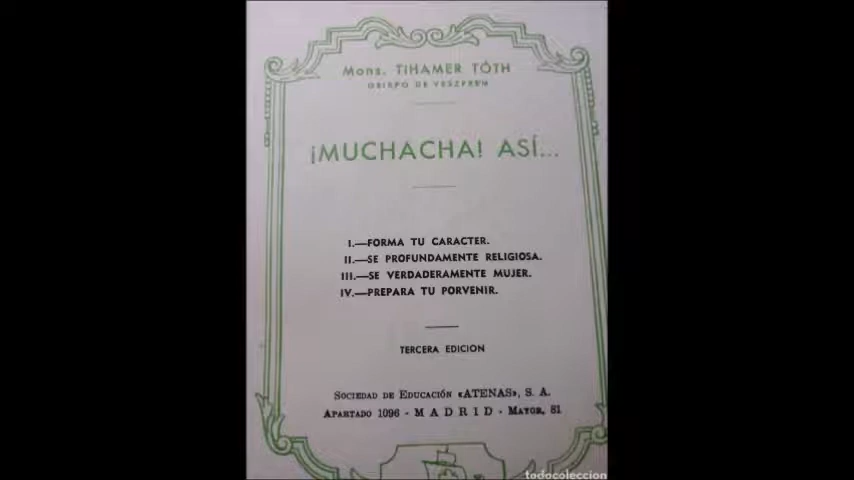 Mons. TIHAMER TÓTH
OBISPO DE VESZPREM
¡MUCHACHA! ASÍ...
I.—FORMA TU CARACTER.
II.—SE PROFUNDAMENTE RELIGIOSA.
III.—SE VERDADERAMENTE MUJER.
IV.—PREPARA TU PORVENIR.
TERCERA EDICION
SOCIEDAD DE EDUCACIÓN «ATENAS», S. A.
APARTADO 1096 - MADRID - MAYOR, 81
todocoleccion